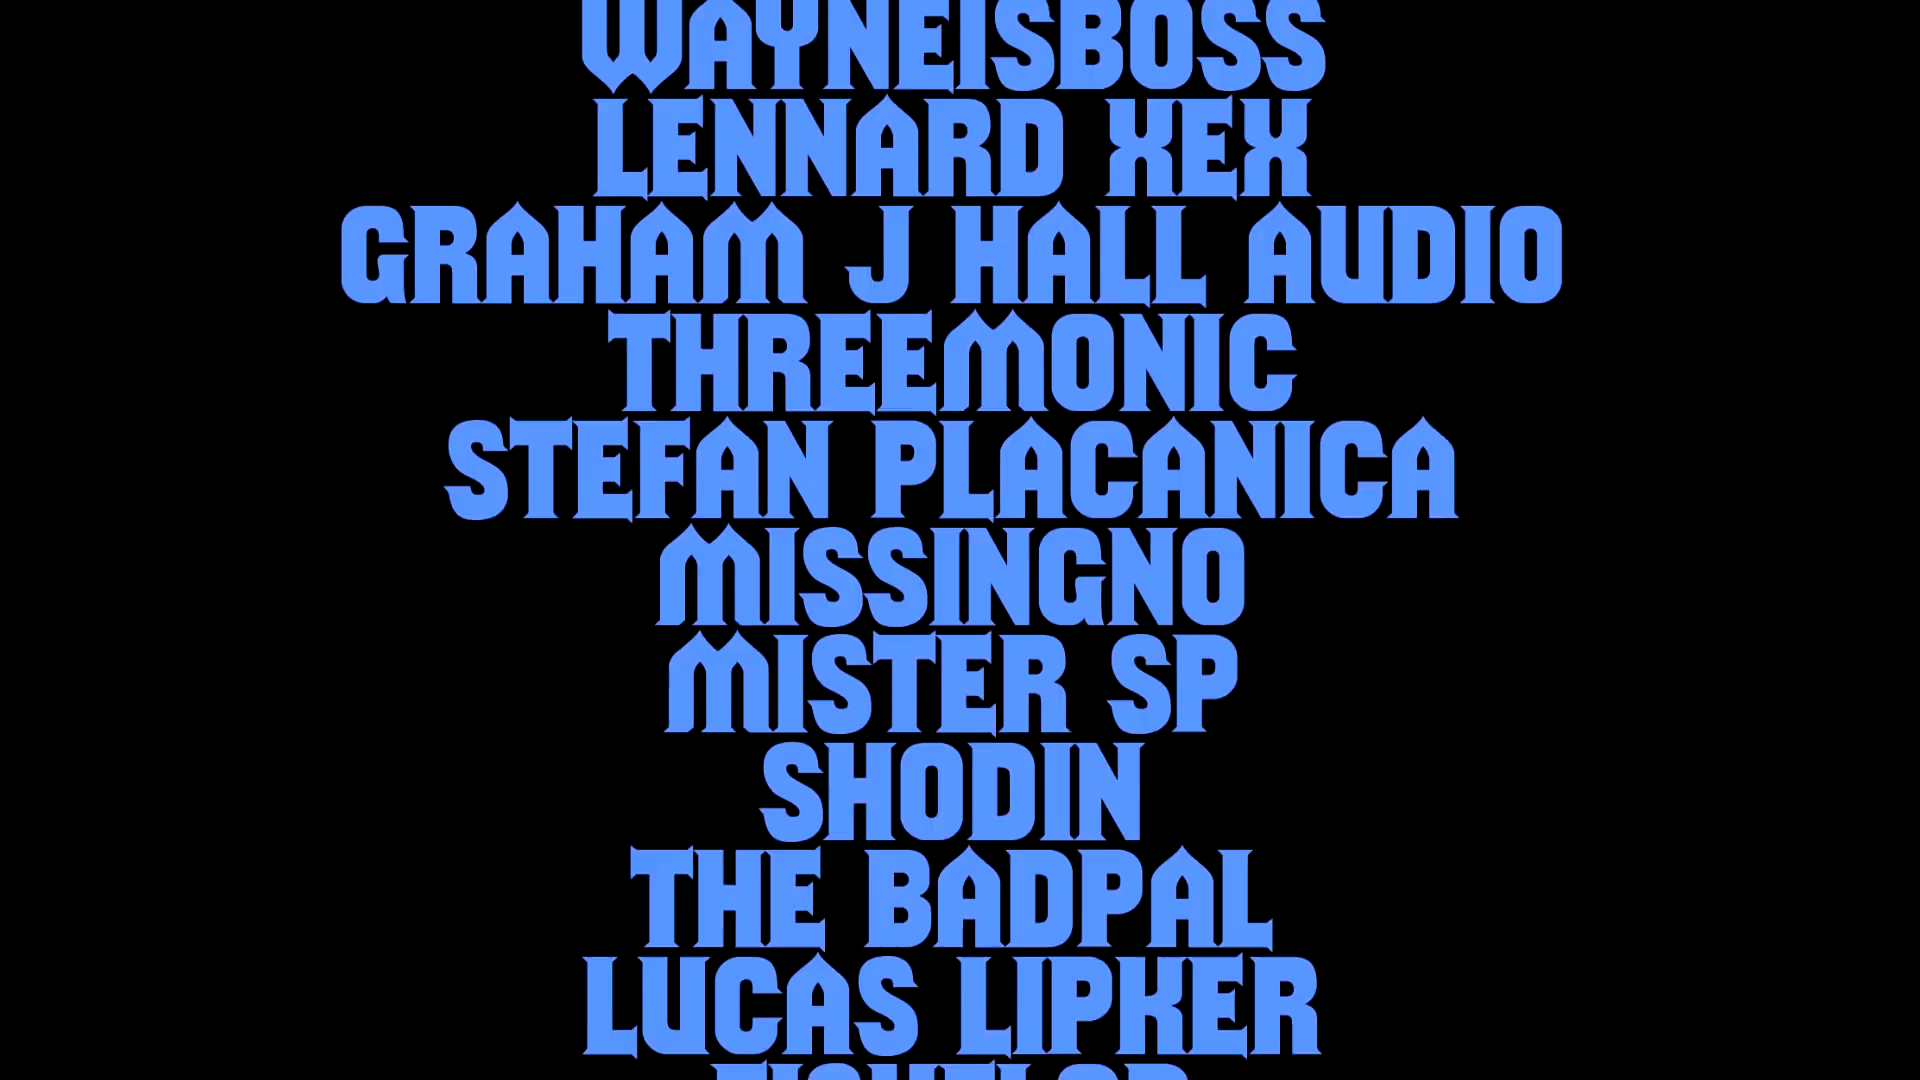 WAYNEISBOSS
LENNARD XEX
GRAHAM J HALL AUDIO
THREEMONIC
STEFAN PLACANICA
MISSINGNO
MISTER SP
SHODIN
THE BADPAL
LUCAS LIPKER